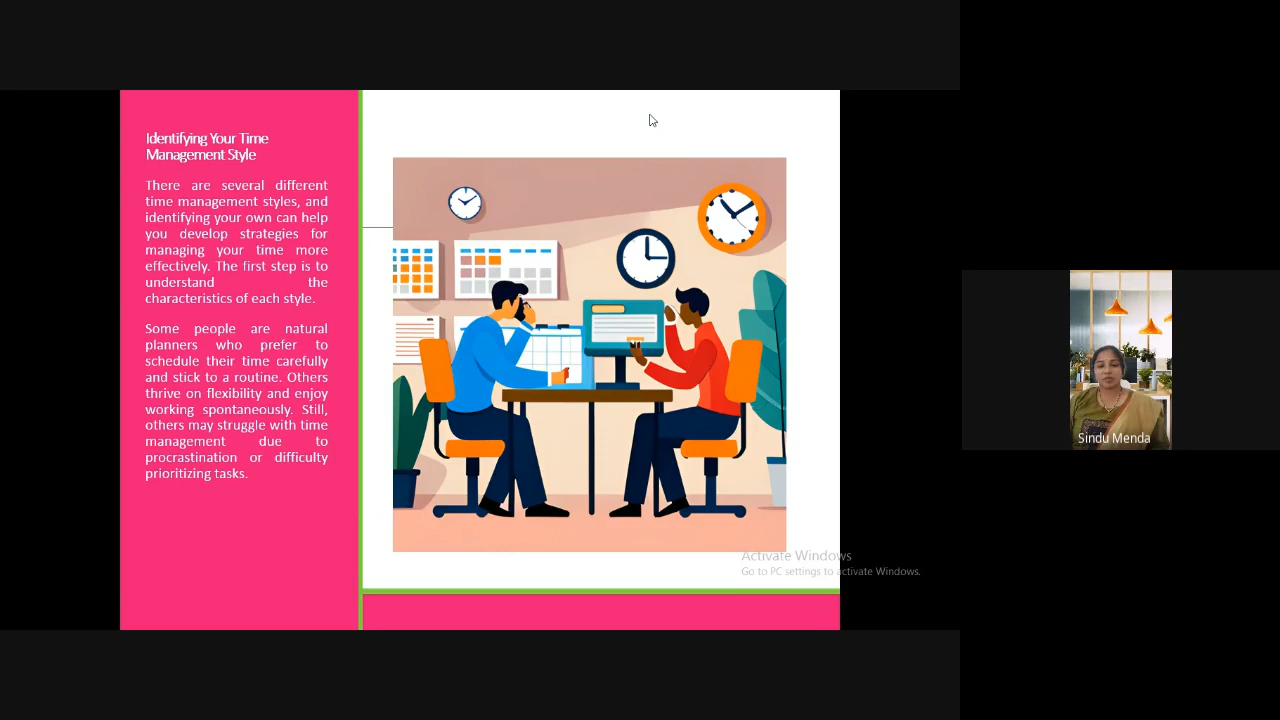 Identifying Your Time
Management Style
There are several different
time management styles, and
identifying your own can help
you develop strategies for
managing your time more
effectively. The first step is to
understand the
characteristics of each style.
Some people are natural
planners who prefer to
schedule their time carefully
and stick to a routine. Others
thrive on flexibility and enjoy
working spontaneously. Still,
others may struggle with time
management due to
procrastination or difficulty
prioritizing tasks.
Activate Windows
Go to PC settings to activate Windows.
Sindu Menda